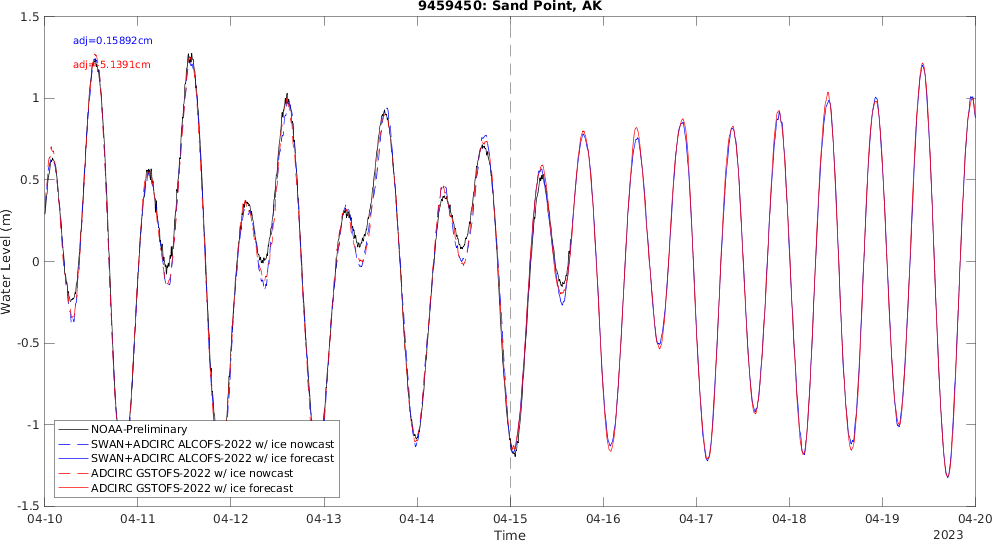 9459450: Sand Point, AK
adj=0.15892cm
adj=-5.1391cm
Water Level (m)
1.5
1
0.5
0
-0.5
-1
-1.5
NOAA-Preliminary
SWAN+ADCIRC ALCOFS-2022 w/ ice nowcast
SWAN+ADCIRC ALCOFS-2022 w/ ice forecast
ADCIRC GSTOFS-2022 w/ ice nowcast
ADCIRC GSTOFS-2022 w/ ice forecast
04-10 04-11 04-12 04-13 04-14 04-15 04-16 04-17 04-18 04-19 04-20
Time
2023